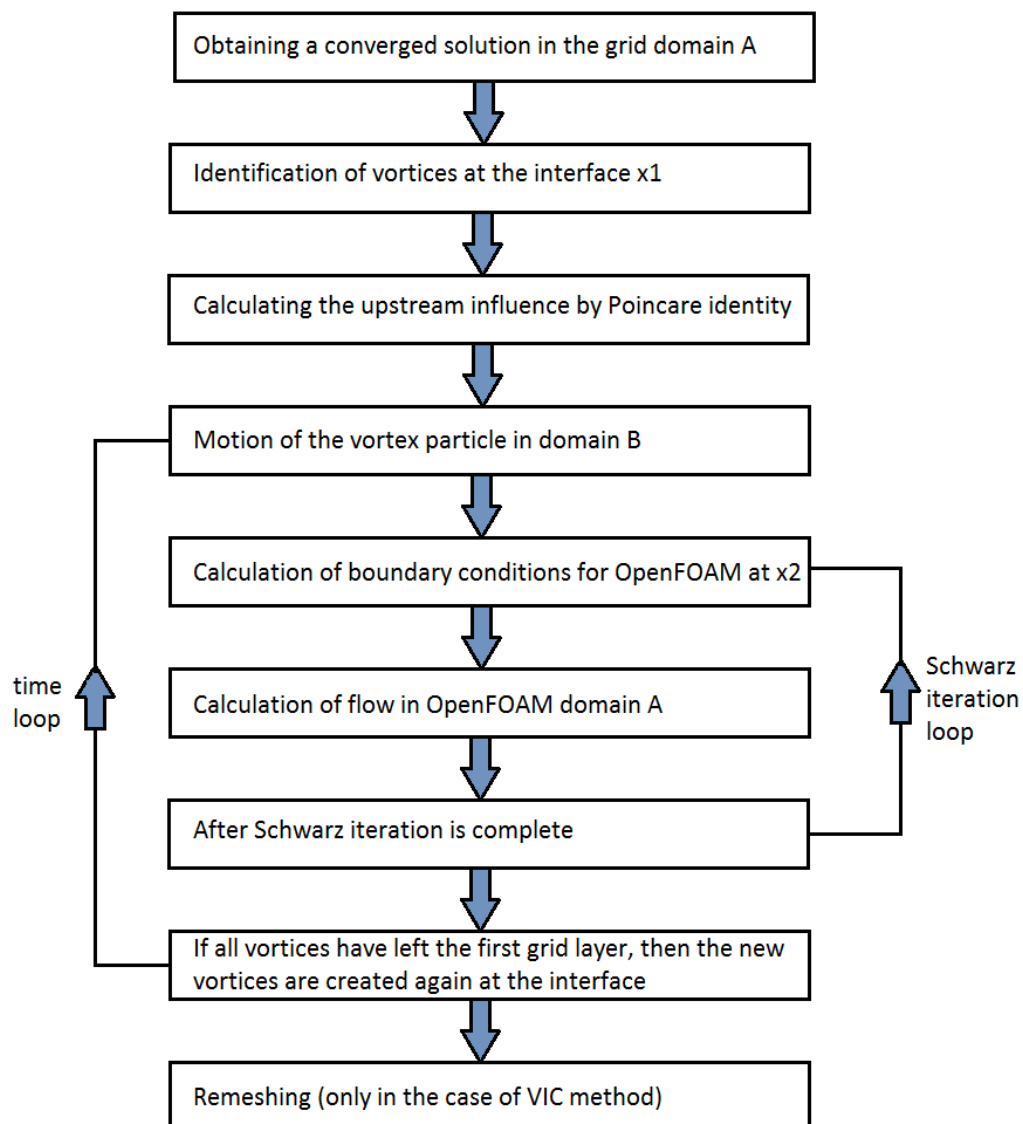 Obtaining a converged solution in the grid domain A
Identification of vortices at the interface x1
Calculating the upstream influence by Poincare identity
Motion of the vortex particle in domain B
Calculation of boundary conditions for OpenFOAM at x2
time
loop
Calculation of flow in OpenFOAM domain A
Schwarz
iteration
loop
After Schwarz iteration is complete
If all vortices have left the first grid layer, then the new
vortices are created again at the interface
Remeshing (only in the case of VIC method)